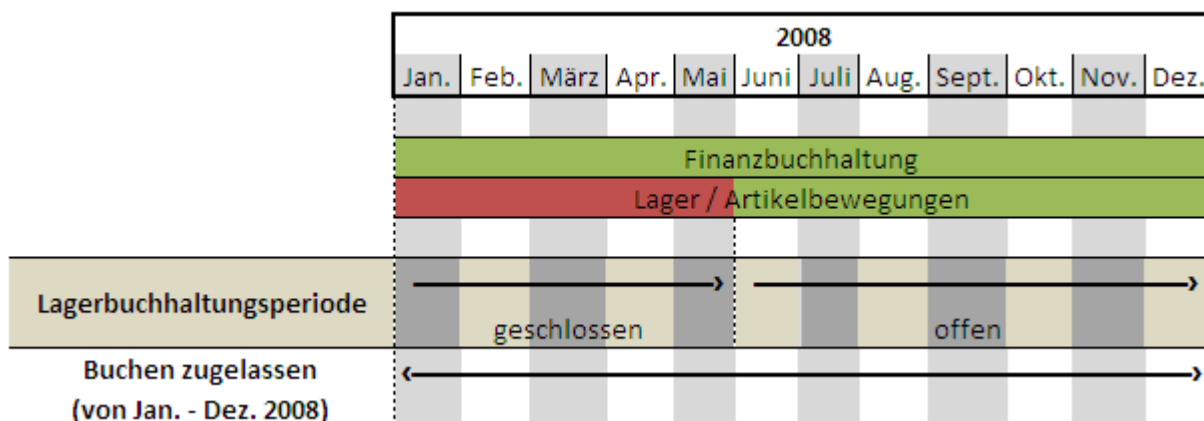 2008
Jan. Feb. März Apr. Mai Juni Juli Aug. Sept. Okt. Nov. Dez.
Finanzbuchhaltung
Lager / Artikelbewegungen
Lagerbuchhaltungsperiode
geschlossen offen
Buchen zugelassen
(von Jan. - Dez. 2008)